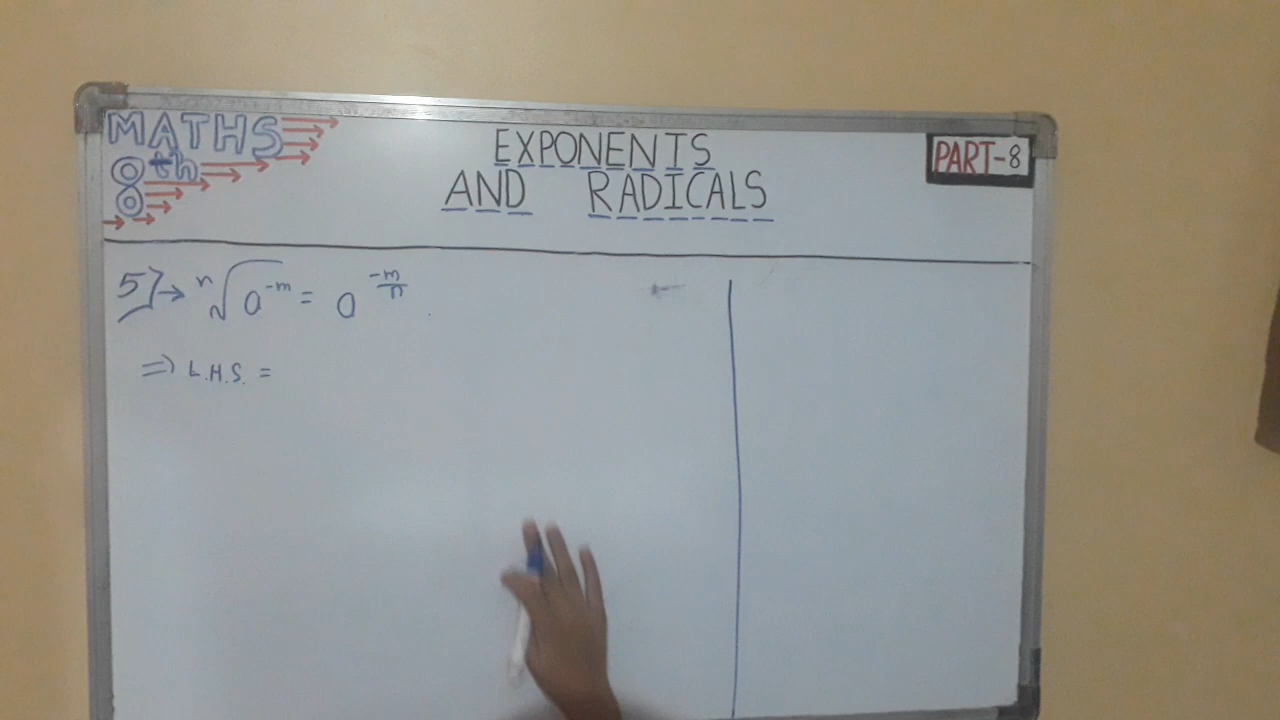 MATHS
8th
EXPONENTS
AND RADICALS
PART-8
5) → ⁿ√a⁻ᵐ = a^(-m/n)
⇒ L.H.S. =